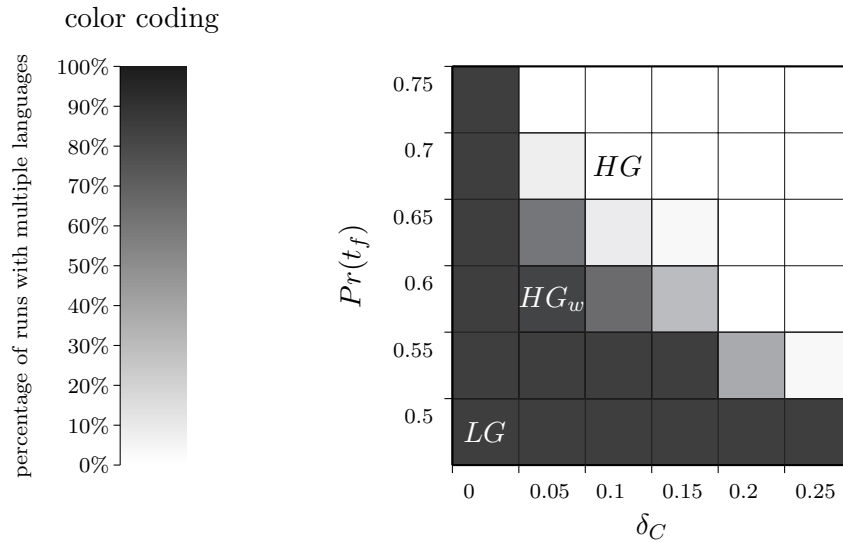 color coding
percentage of runs with multiple languages
100%
90%
80%
70%
60%
50%
40%
30%
20%
10%
0%
Pr(t_f)
0.75
0.7
0.65
0.6
0.55
0.5
HG
HG_w
LG
0 0.05 0.1 0.15 0.2 0.25
δ_C